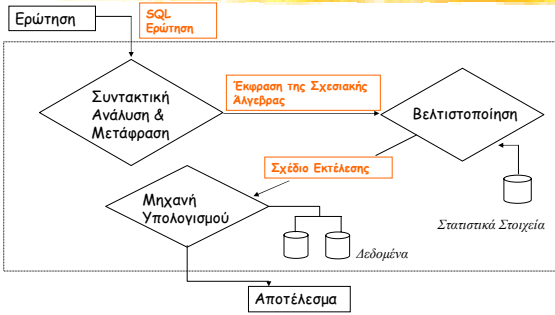 Ερώτηση
SQL
Ερώτηση
Συντακτική
Ανάλυση &
Μετάφραση
Έκφραση της Σχεσιακής
Άλγεβρας
Βελτιστοποίηση
Σχέδιο Εκτέλεσης
Μηχανή
Υπολογισμού
Στατιστικά Στοιχεία
Δεδομένα
Αποτέλεσμα